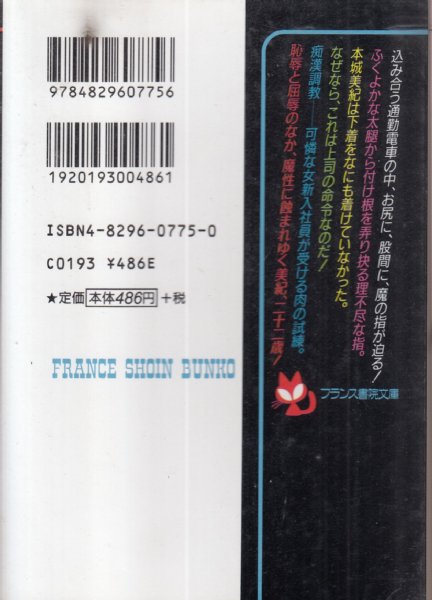 込み合う通勤電車の中、お尻に、股間に、魔の指が迫る!
ふくよかな太腿から付け根を弄り抉る理不尽な指。
本城美紀は下着をなにも着けていなかった。
なぜなら、これは上司の命令なのだ!
痴漢調教――可憐な女新入社員が受ける肉の試練。
恥辱と屈辱のなか、魔性に蝕まれゆく美紀、二十二歳!
フランス書院文庫
9784829607756
1920193004861
ISBN4-8296-0775-0
C0193 ¥486E
★定価 本体486円 +税
FRANCE SHOIN BUNKO